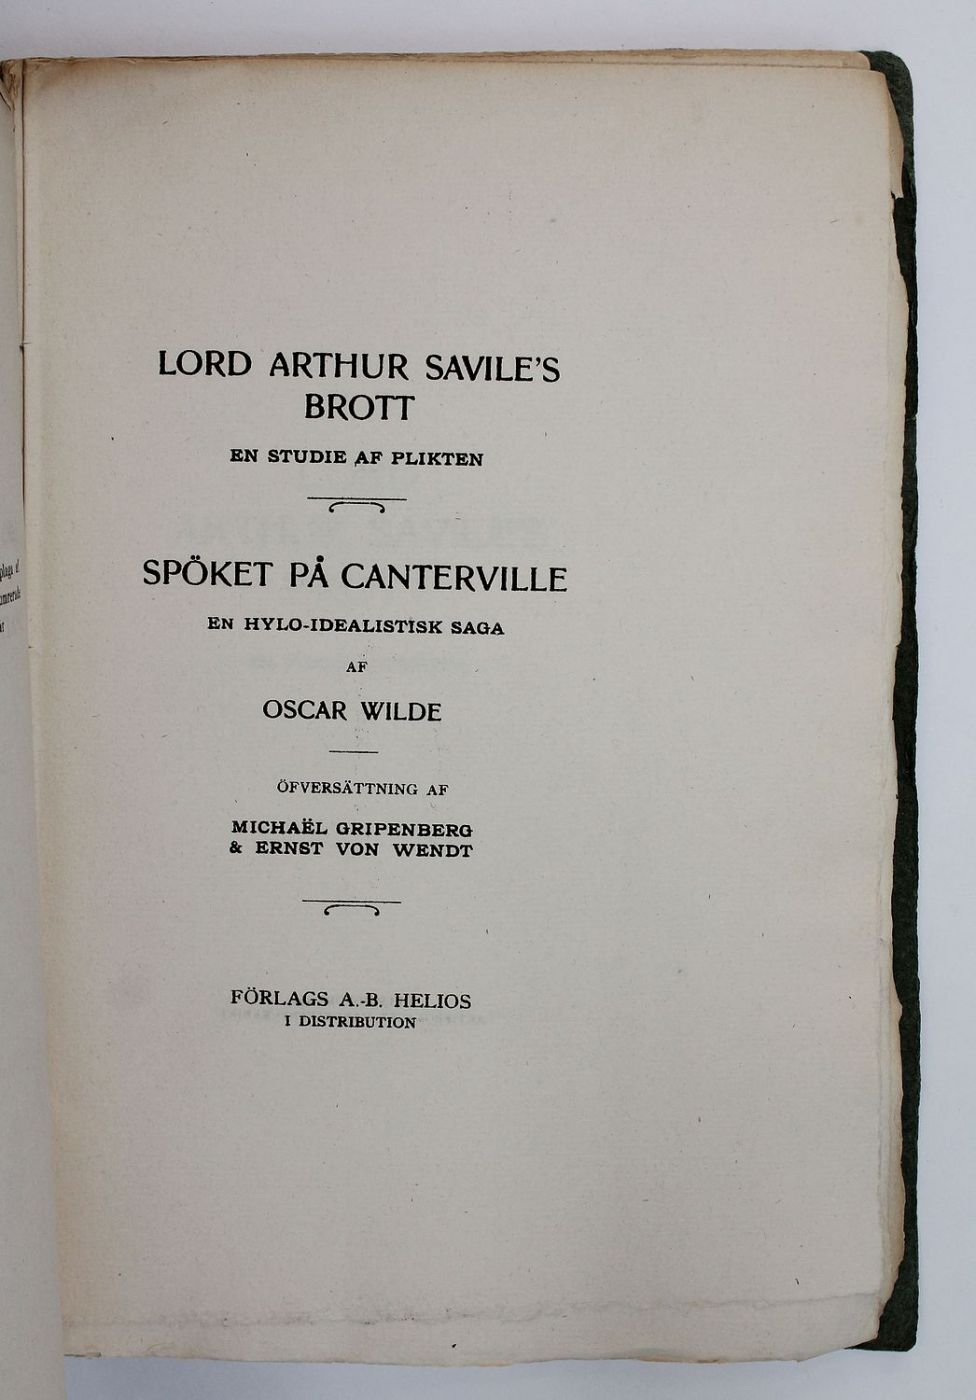 LORD ARTHUR SAVILE'S
BROTT
EN STUDIE AF PLIKTEN
SPÖKET PÅ CANTERVILLE
EN HYLO-IDEALISTISK SAGA
AF
OSCAR WILDE
ÖFVERSÄTTNING AF
MICHAËL GRIPENBERG
& ERNST VON WENDT
FÖRLAGS A.-B. HELIOS
I DISTRIBUTION